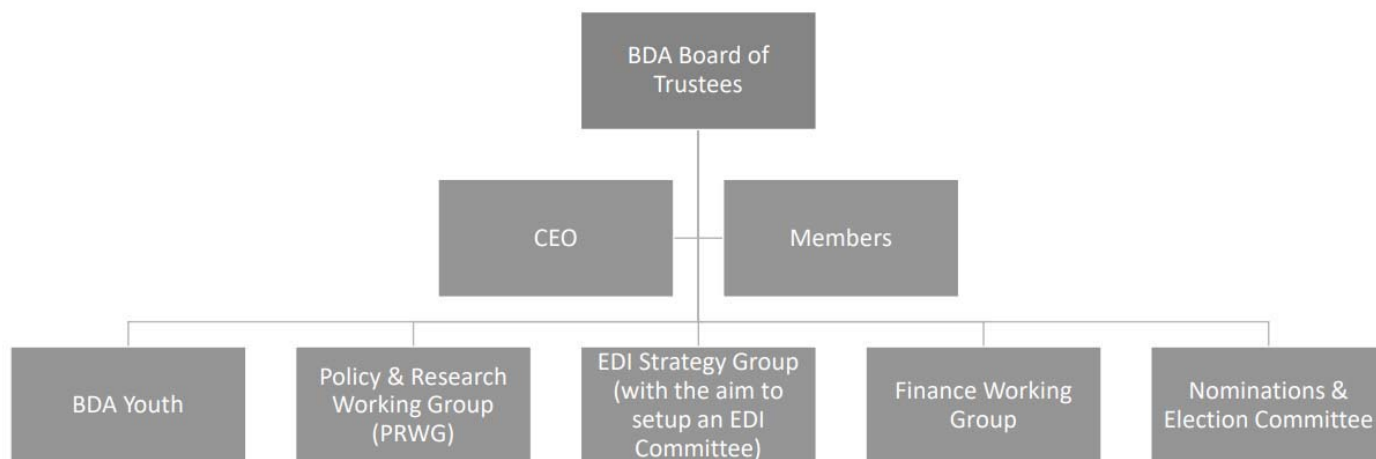 BDA Board of
Trustees
CEO
Members
BDA Youth
Policy & Research
Working Group
(PRWG)
EDI Strategy Group
(with the aim to
setup an EDI
Committee)
Finance Working
Group
Nominations &
Election Committee